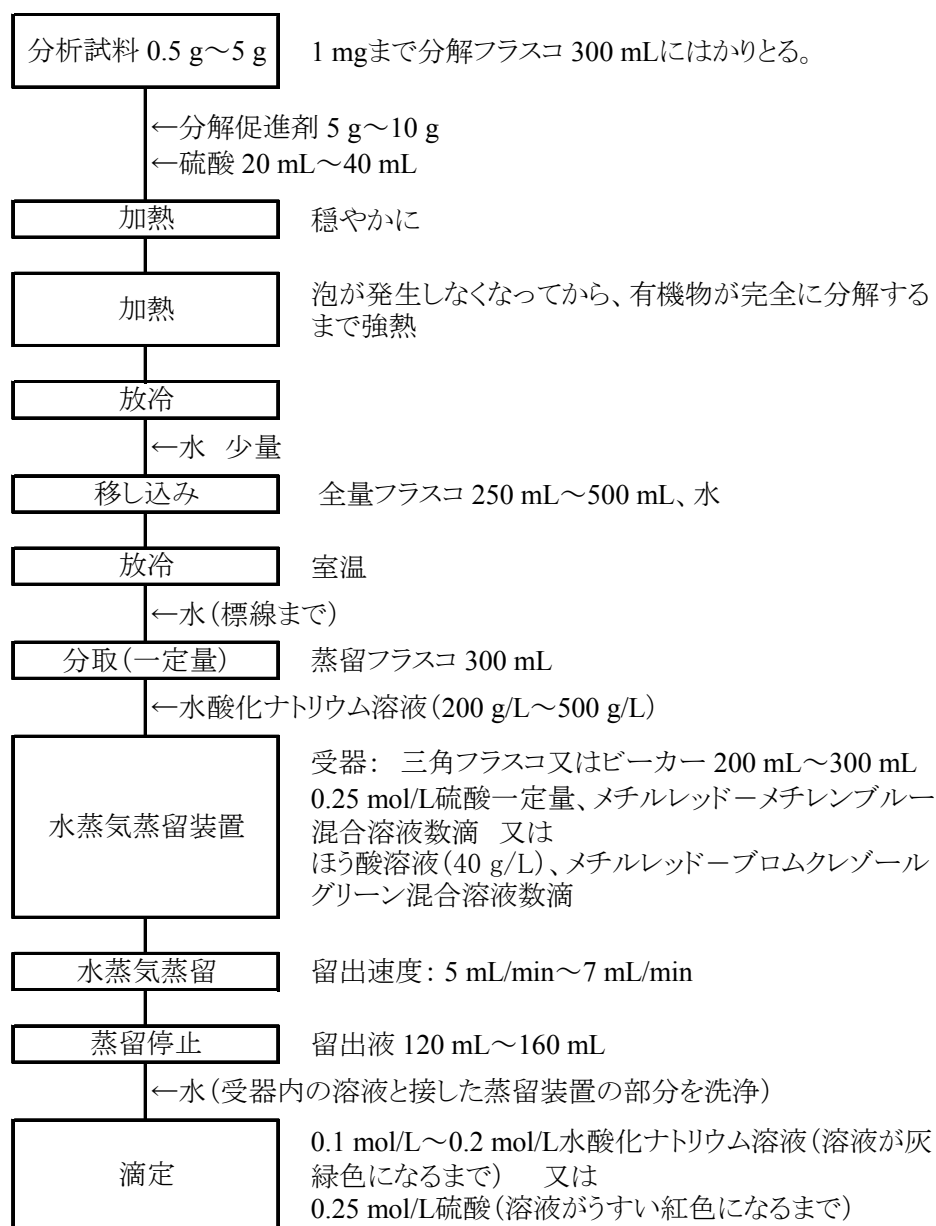 分析試料 0.5 g～5 g　1 mgまで分解フラスコ 300 mLにはかりとる。
←分解促進剤 5 g～10 g
←硫酸 20 mL～40 mL
加熱　穏やかに
加熱　泡が発生しなくなってから、有機物が完全に分解する
まで強熱
放冷
←水　少量
移し込み　全量フラスコ 250 mL～500 mL、水
放冷　室温
←水（標線まで）
分取（一定量）　蒸留フラスコ 300 mL
←水酸化ナトリウム溶液（200 g/L～500 g/L）
水蒸気蒸留装置
受器：　三角フラスコ又はビーカー 200 mL～300 mL
0.25 mol/L硫酸一定量、メチルレッド－メチレンブルー
混合溶液数滴　又は
ほう酸溶液（40 g/L）、メチルレッド－ブロムクレゾール
グリーン混合溶液数滴
水蒸気蒸留　留出速度： 5 mL/min～7 mL/min
蒸留停止　留出液 120 mL～160 mL
←水（受器内の溶液と接した蒸留装置の部分を洗浄）
滴定
0.1 mol/L～0.2 mol/L水酸化ナトリウム溶液（溶液が灰
緑色になるまで）　又は
0.25 mol/L硫酸（溶液がうすい紅色になるまで）